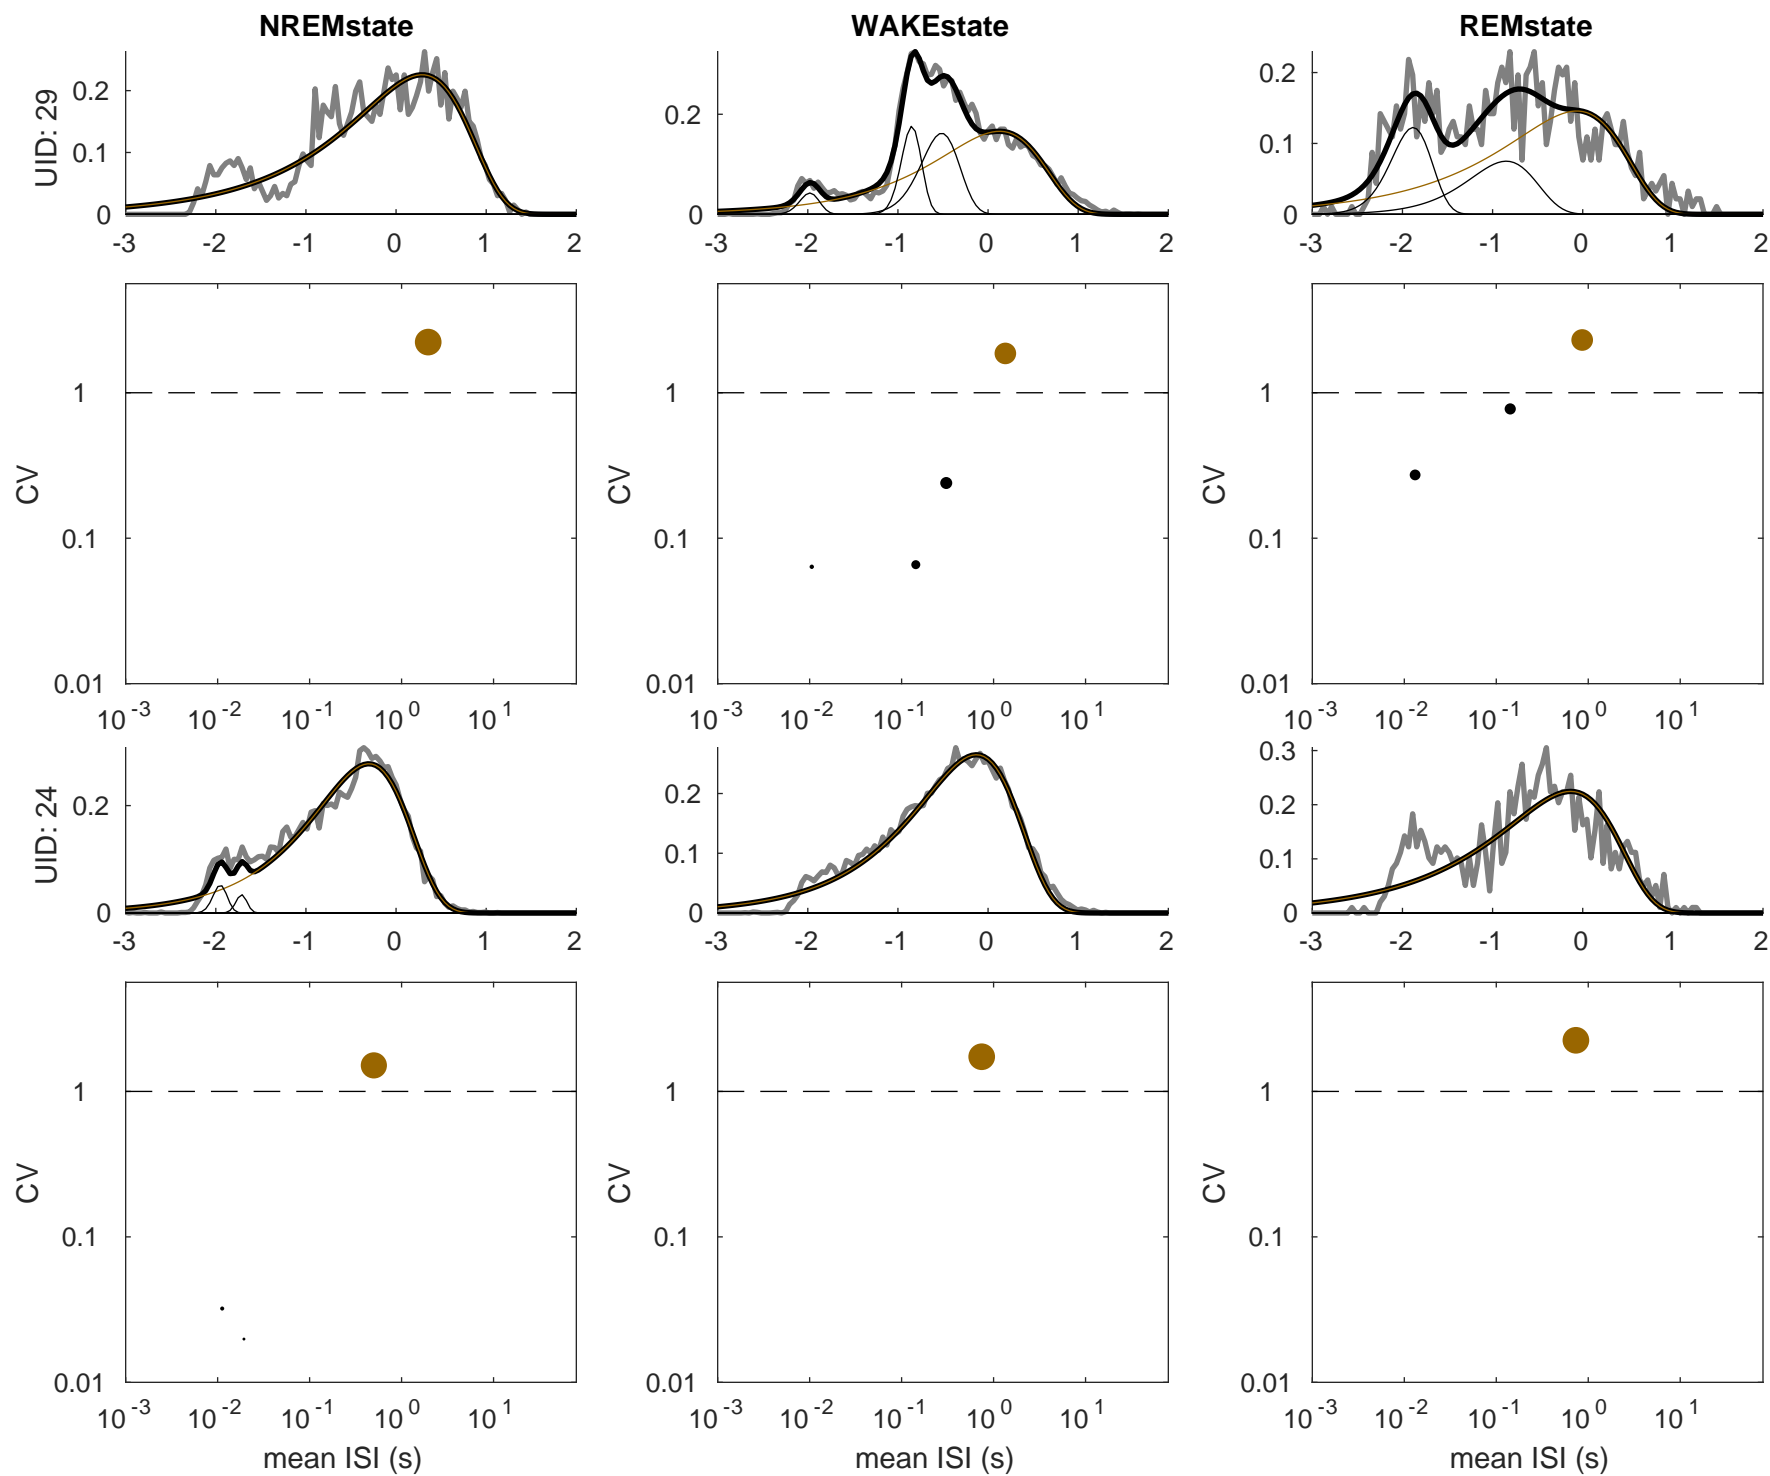 NREMstate WAKEstate REMstate
UID: 29
0.2 0.1 0
-3 -2 -1 0 1 2
0.2 0
-3 -2 -1 0 1 2
0.2 0.1 0
-3 -2 -1 0 1 2
CV
1 0.1 0.01
10^-3 10^-2 10^-1 10^0 10^1
CV
1 0.1 0.01
10^-3 10^-2 10^-1 10^0 10^1
CV
1 0.1 0.01
10^-3 10^-2 10^-1 10^0 10^1
UID: 24
0.2 0
-3 -2 -1 0 1 2
0.2 0.1 0
-3 -2 -1 0 1 2
0.3 0.2 0.1 0
-3 -2 -1 0 1 2
CV
1 0.1 0.01
10^-3 10^-2 10^-1 10^0 10^1
mean ISI (s)
CV
1 0.1 0.01
10^-3 10^-2 10^-1 10^0 10^1
mean ISI (s)
CV
1 0.1 0.01
10^-3 10^-2 10^-1 10^0 10^1
mean ISI (s)